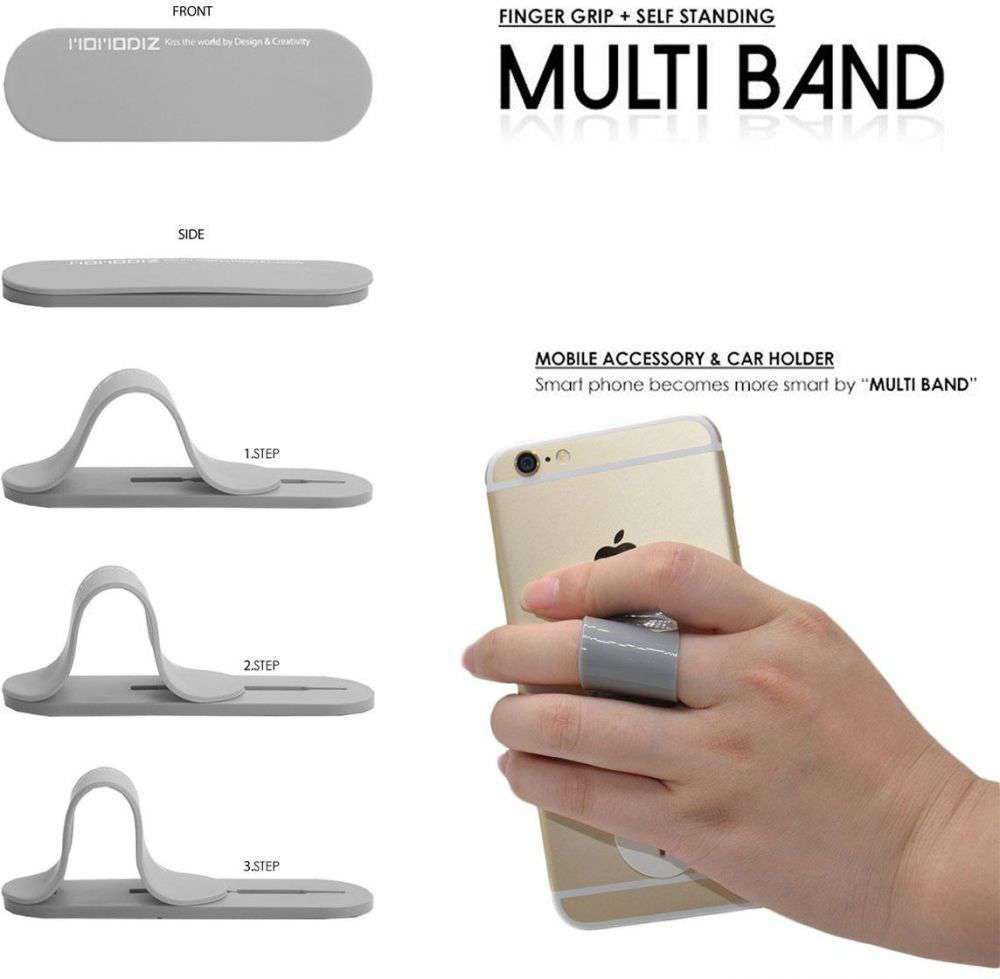 FRONT
MOMODIZ Kiss the world by Design & Creativity
SIDE
1.STEP
2.STEP
3.STEP
FINGER GRIP + SELF STANDING
MULTI BAND
MOBILE ACCESSORY & CAR HOLDER
Smart phone becomes more smart by “MULTI BAND”